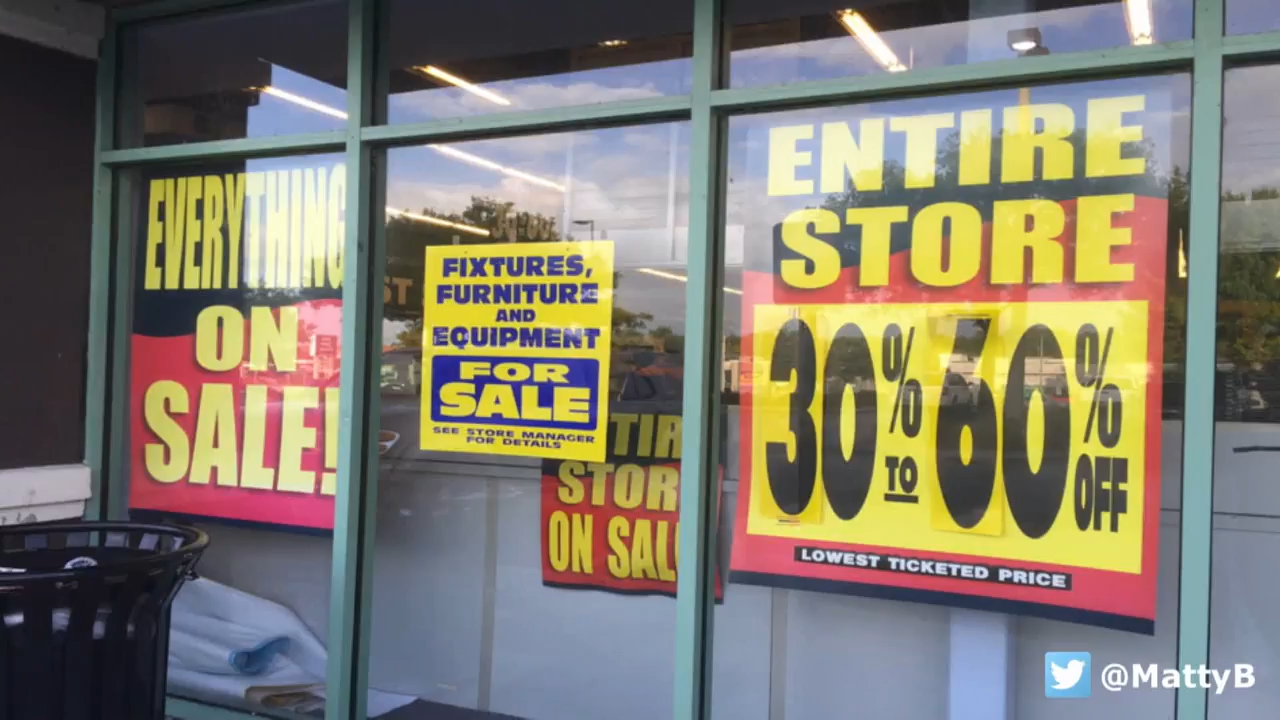 EVERYTHING
ON
SALE!
FIXTURES,
FURNITURE
AND
EQUIPMENT
FOR
SALE
SEE STORE MANAGER
FOR DETAILS
TIR
STOR
ON SAL
ENTIRE
STORE
30% TO 60% OFF
LOWEST TICKETED PRICE
@MattyB